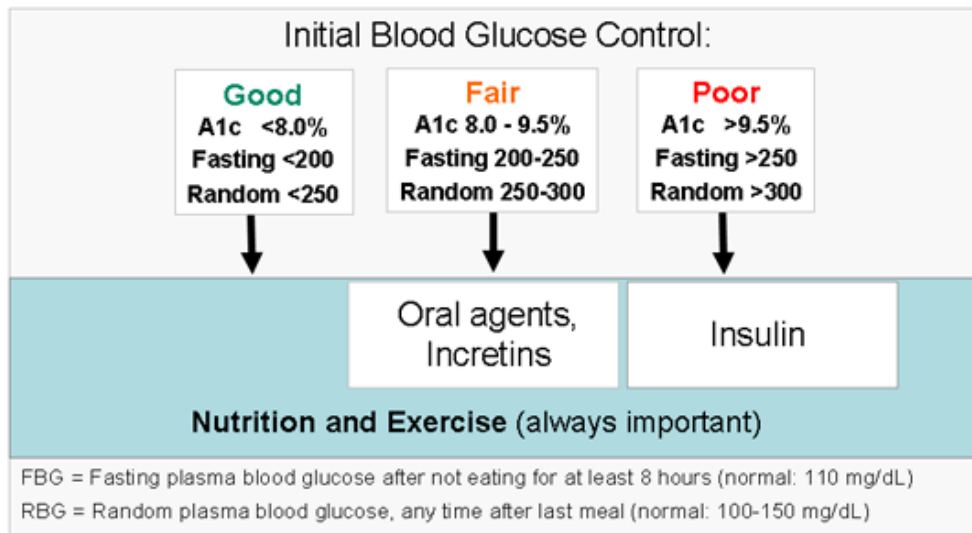 Initial Blood Glucose Control:
Good
A1c <8.0%
Fasting <200
Random <250
Fair
A1c 8.0 - 9.5%
Fasting 200-250
Random 250-300
Poor
A1c >9.5%
Fasting >250
Random >300
Oral agents,
Incretins
Insulin
Nutrition and Exercise (always important)
FBG = Fasting plasma blood glucose after not eating for at least 8 hours (normal: 110 mg/dL)
RBG = Random plasma blood glucose, any time after last meal (normal: 100-150 mg/dL)